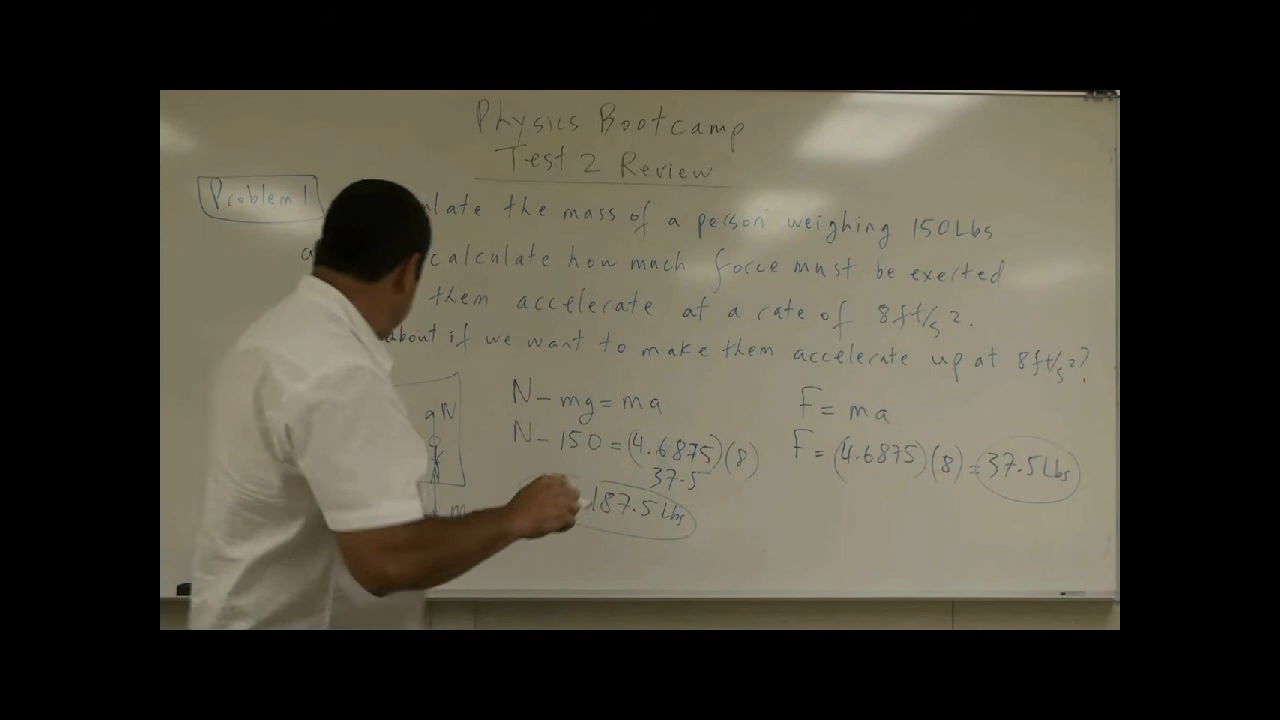 Physics Bootcamp
Test 2 Review
Problem 1
the mass of a person weighing 150Lbs
calculate how much force must be exerted
them accelerate at a rate of 8ft/s2.
about if we want to make them accelerate up at 8ft/s2?
N
N - mg = ma
F = ma
N - 150 = (4.6875)(8)
F = (4.6875)(8) = 37.5Lbs
37.5
187.5 Lbs